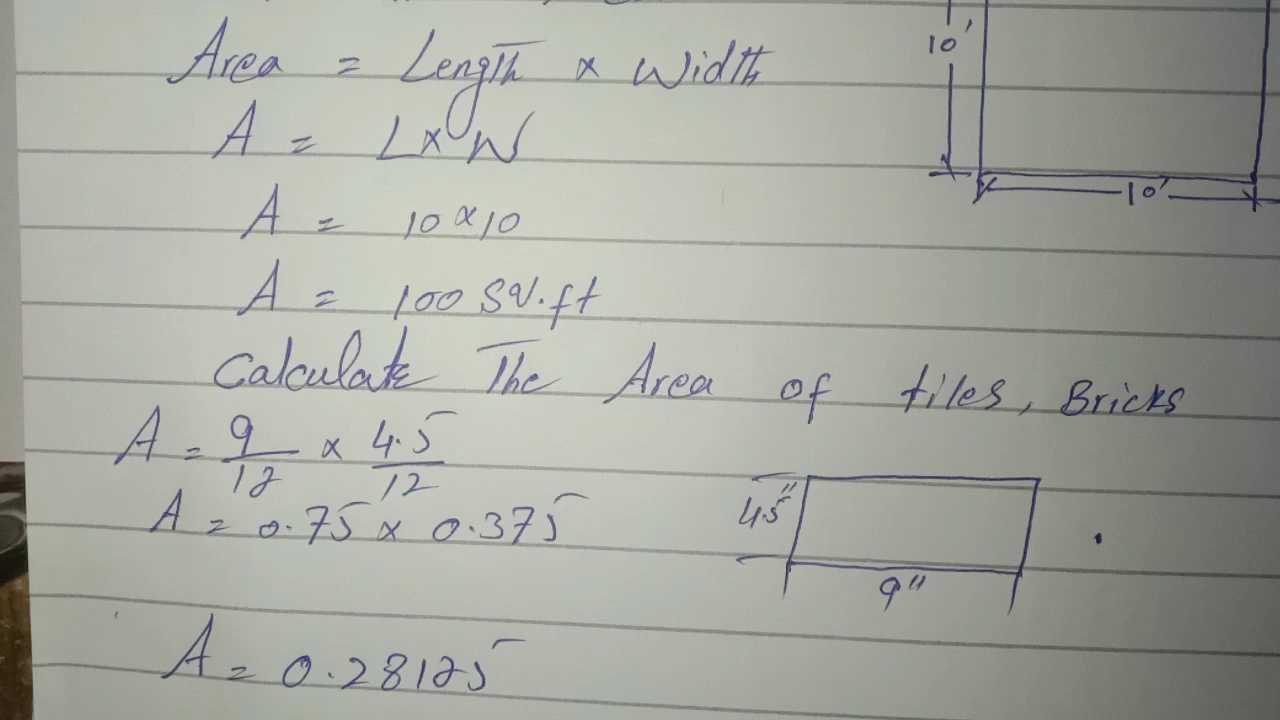 Area = Length x Width
10'
A = L x W
10'
A = 10 x 10
A = 100 SQ.ft
Calculate The Area of tiles, Bricks
A = 9/12 x 4.5/12
4.5"
A = 0.75 x 0.375
9"
A = 0.28125